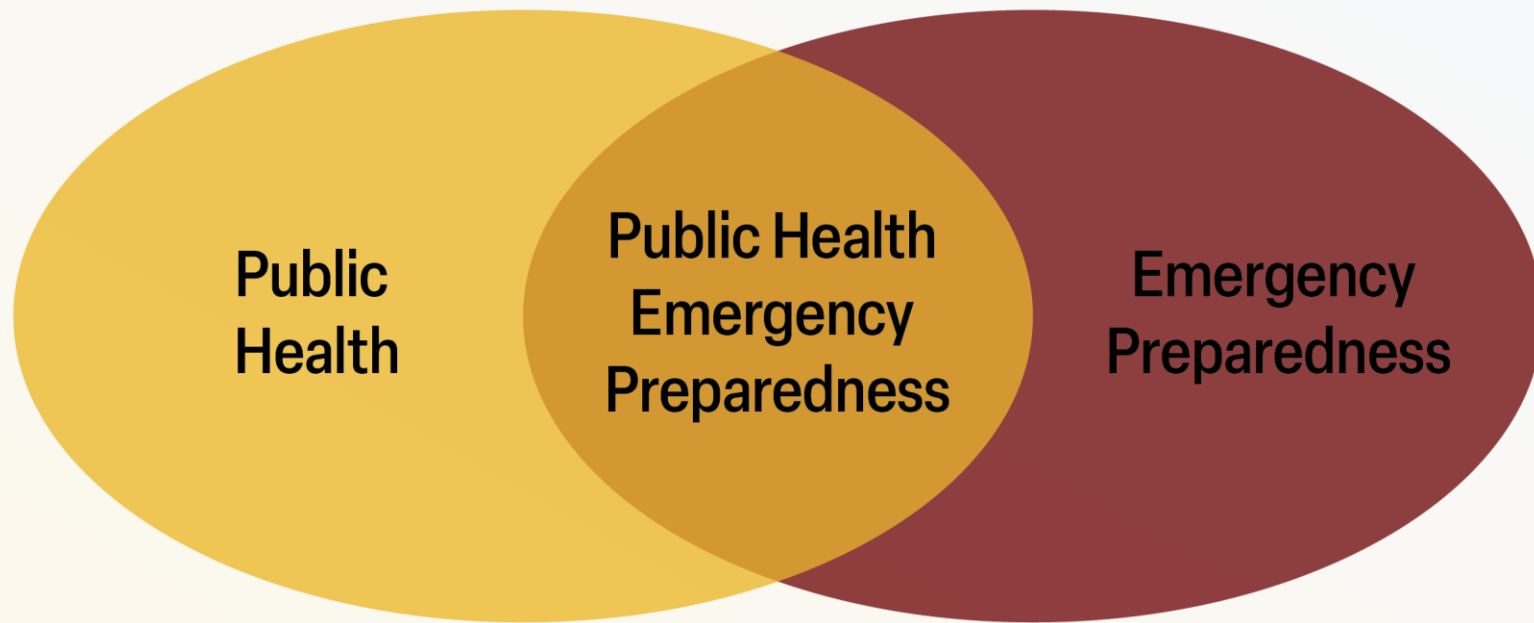 Public
Health
Public Health
Emergency
Preparedness
Emergency
Preparedness